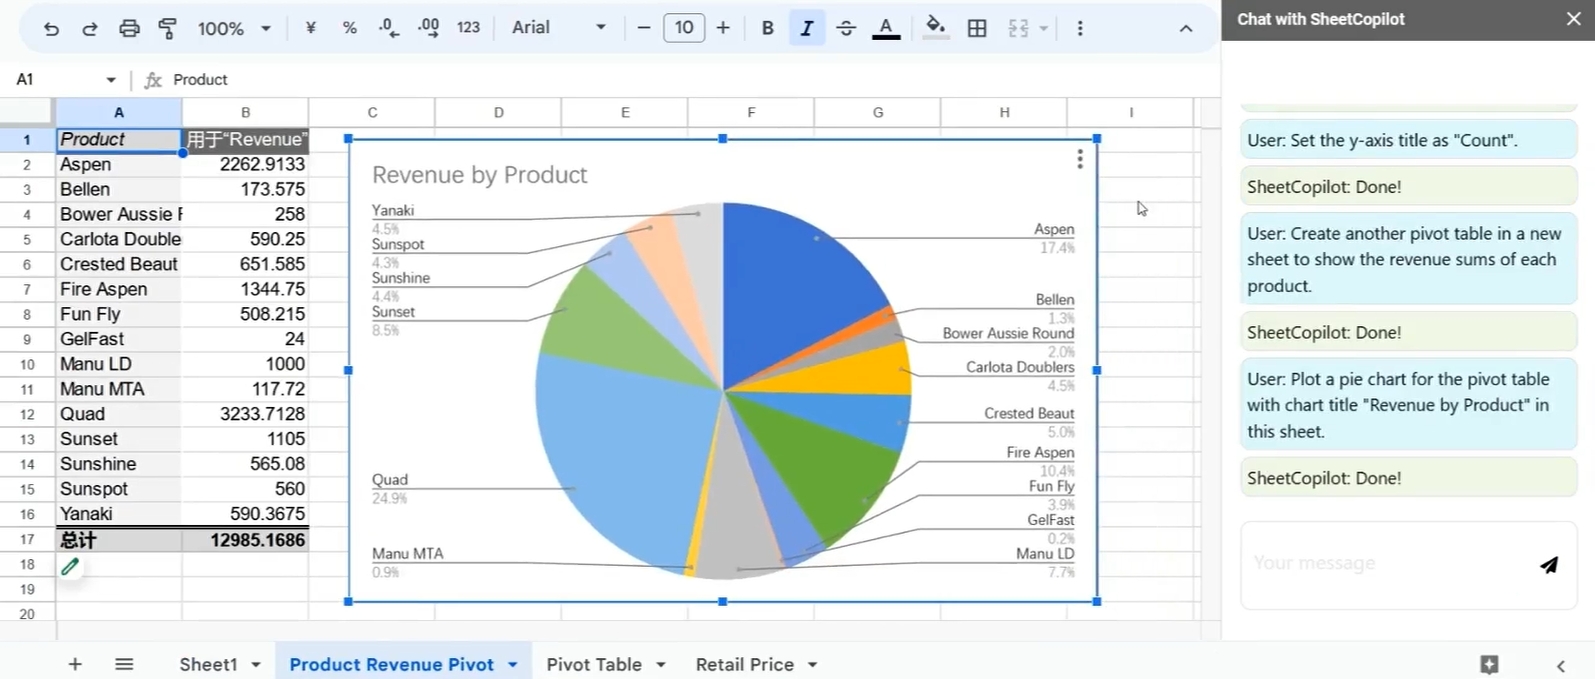 100%
¥ % .0 .00 123
Arial
10
B I A
Chat with SheetCopilot
A1
fx Product
A B C D E F G H I
1 Product 用于“Revenue”
2 Aspen 2262.9133
3 Bellen 173.575
4 Bower Aussie F 258
5 Carlota Double 590.25
6 Crested Beaut 651.585
7 Fire Aspen 1344.75
8 Fun Fly 508.215
9 GelFast 24
10 Manu LD 1000
11 Manu MTA 117.72
12 Quad 3233.7128
13 Sunset 1105
14 Sunshine 565.08
15 Sunspot 560
16 Yanaki 590.3675
17 总计 12985.1686
18
19
20
Revenue by Product
Yanaki
4.5%
Sunspot
4.3%
Sunshine
4.4%
Sunset
8.5%
Quad
24.9%
Manu MTA
0.9%
Aspen
17.4%
Bellen
1.3%
Bower Aussie Round
2.0%
Carlota Doublers
4.5%
Crested Beaut
5.0%
Fire Aspen
10.4%
Fun Fly
3.9%
GelFast
0.2%
Manu LD
7.7%
User: Set the y-axis title as "Count".
SheetCopilot: Done!
User: Create another pivot table in a new
sheet to show the revenue sums of each
product.
SheetCopilot: Done!
User: Plot a pie chart for the pivot table
with chart title "Revenue by Product" in
this sheet.
SheetCopilot: Done!
Your message
Sheet1
Product Revenue Pivot
Pivot Table
Retail Price